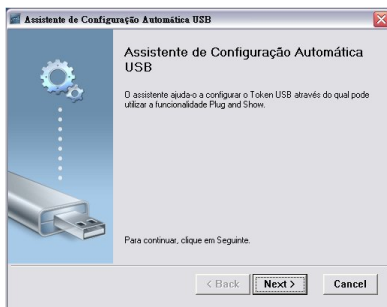 Assistente de Configuração Automática USB
Assistente de Configuração Automática
USB
O assistente ajuda-o a configurar o Token USB através do qual pode
utilizar a funcionalidade Plug and Show.
Para continuar, clique em Seguinte.
< Back
Next >
Cancel